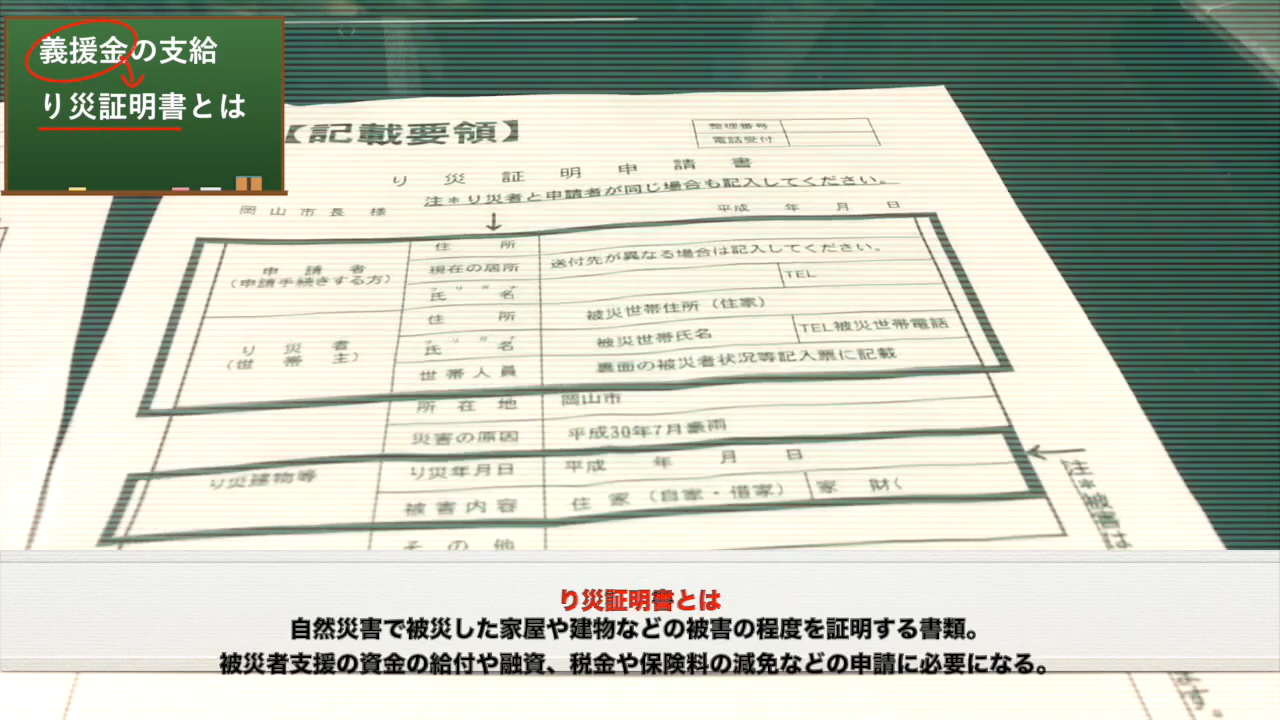 義援金の支給
り災証明書とは
【記載要領】
整理番号
電話受付
り災証明申請書
注＊り災者と申請者が同じ場合も記入してください。
岡山市長様
平成 年 月 日
↓
申請者
（申請手続きする方）
住所
現在の居所
送付先が異なる場合は記入してください。
フリガナ
氏名
TEL
り災者
（世帯主）
住所
被災世帯住所（住家）
フリガナ
氏名
被災世帯氏名
TEL被災世帯電話
世帯人員
裏面の被災者状況等記入票に記載
り災建物等
所在地
岡山市
災害の原因
平成30年7月豪雨
り災年月日
平成 年 月 日
被害内容
住家（自家・借家）
家財（
その他
←
り災証明書とは
自然災害で被災した家屋や建物などの被害の程度を証明する書類。
被災者支援の資金の給付や融資、税金や保険料の減免などの申請に必要になる。